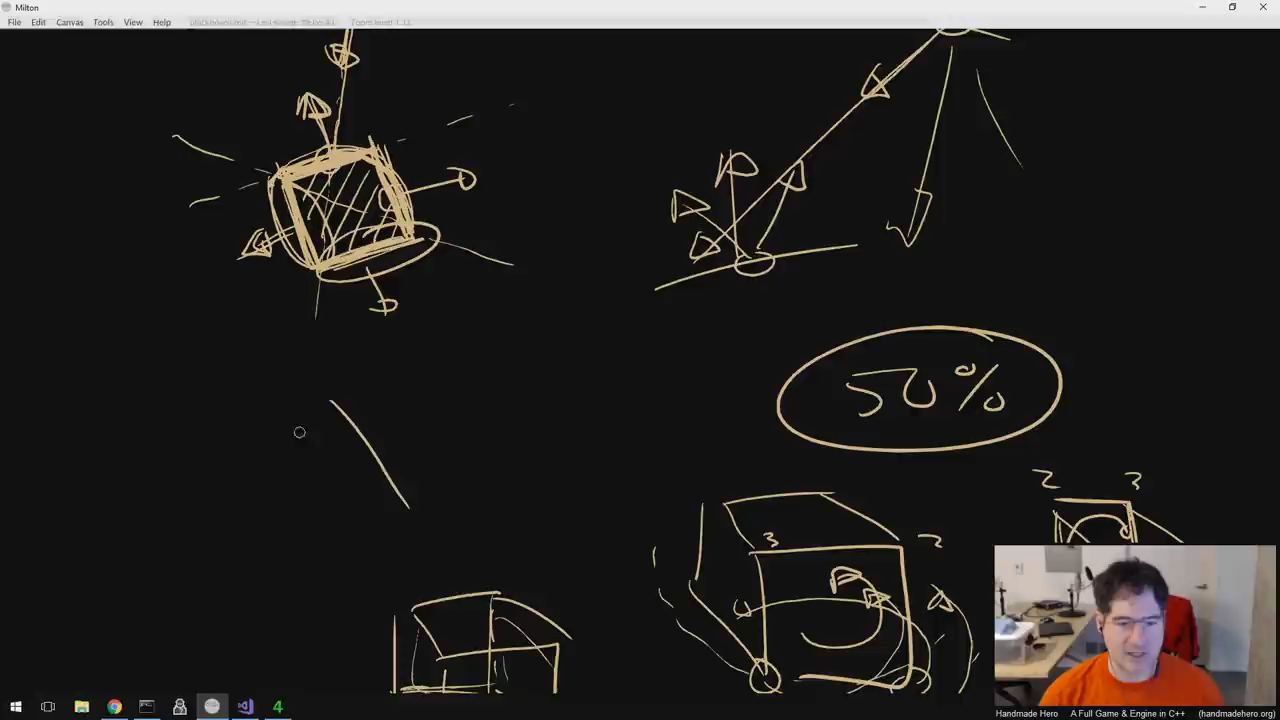 Milton
File Edit Canvas Tools View Help
50%
2 3
3 2
4
Handmade Hero A Full Game & Engine in C++ (handmadehero.org)